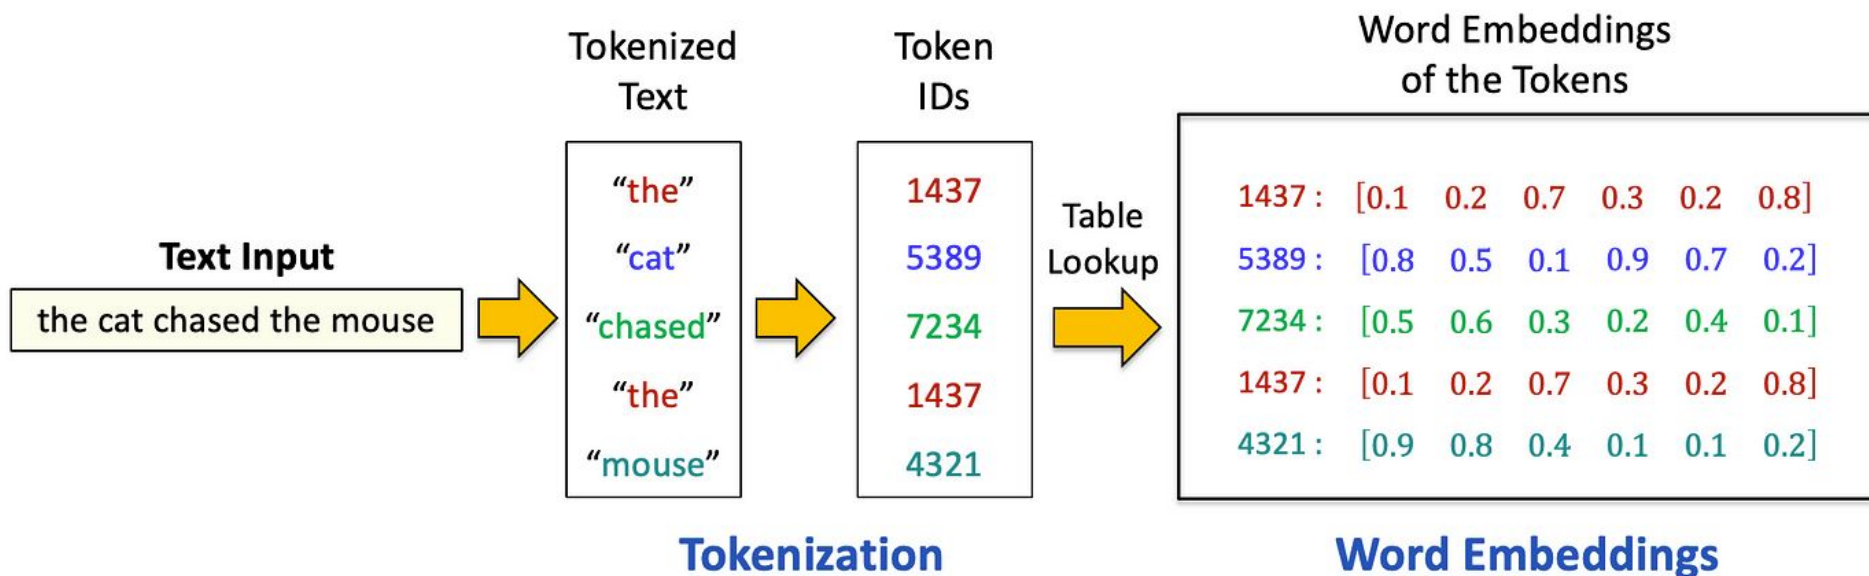 Text Input
the cat chased the mouse
Tokenized
Text
“the”
“cat”
“chased”
“the”
“mouse”
Token
IDs
1437
5389
7234
1437
4321
Tokenization
Table
Lookup
Word Embeddings
of the Tokens
1437 : [0.1 0.2 0.7 0.3 0.2 0.8]
5389 : [0.8 0.5 0.1 0.9 0.7 0.2]
7234 : [0.5 0.6 0.3 0.2 0.4 0.1]
1437 : [0.1 0.2 0.7 0.3 0.2 0.8]
4321 : [0.9 0.8 0.4 0.1 0.1 0.2]
Word Embeddings